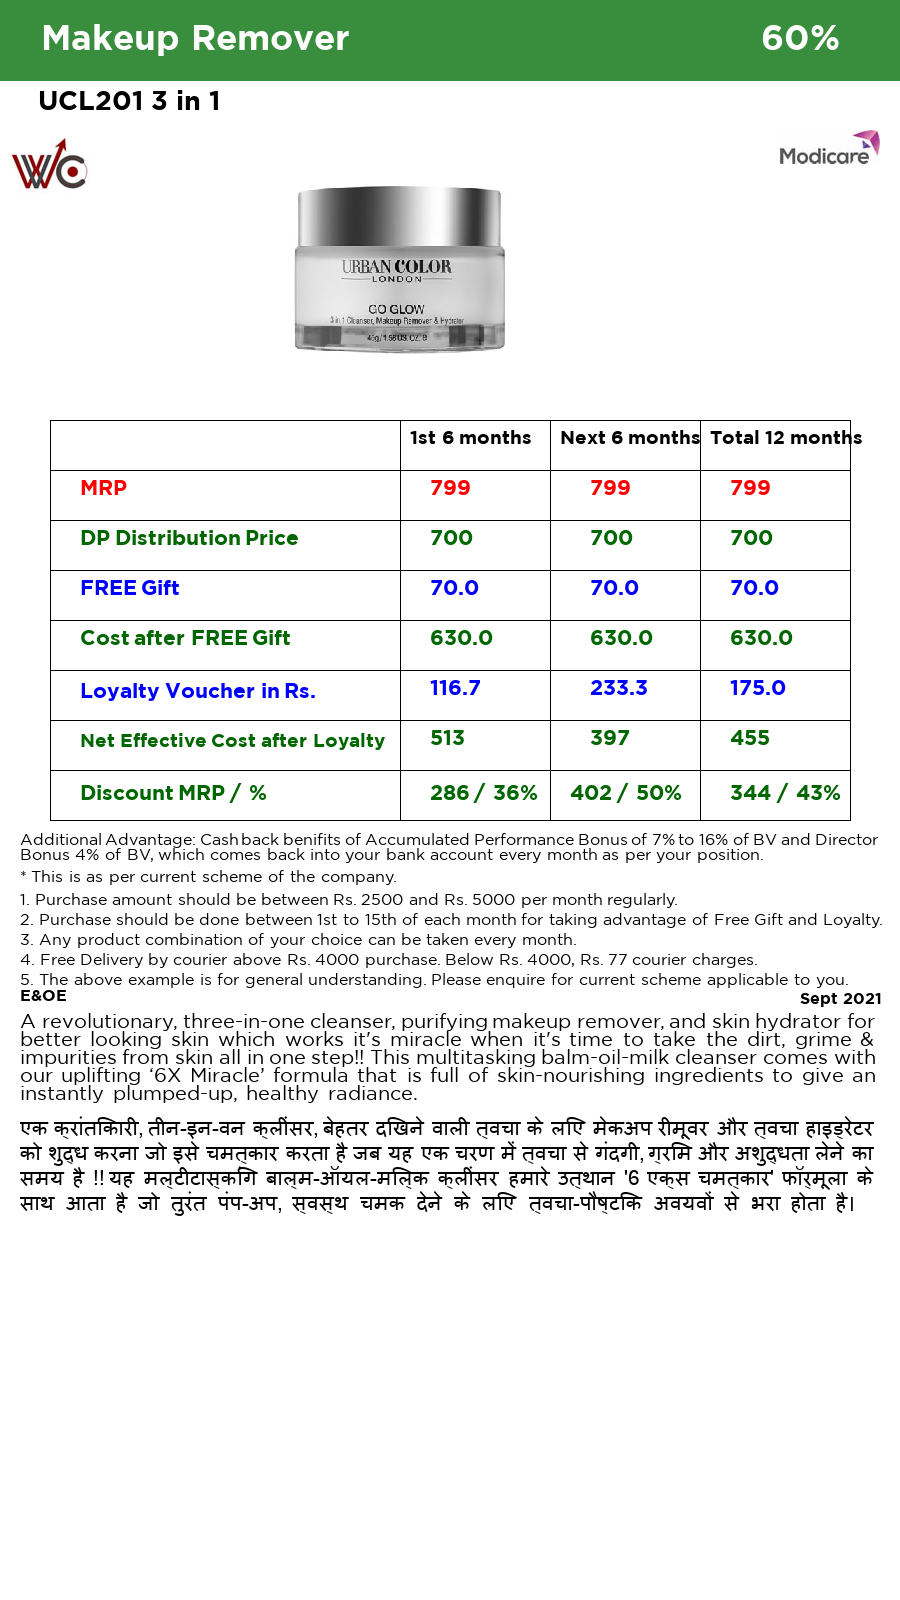 Makeup Remover 60%
UCL201 3 in 1
WC
Modicare
URBAN COLOR
LONDON
GO GLOW
3 in 1 Cleanser, Makeup Remover & Hydrator
45g/1.58 U.S. OZ. ℮
1st 6 months Next 6 months Total 12 months
MRP 799 799 799
DP Distribution Price 700 700 700
FREE Gift 70.0 70.0 70.0
Cost after FREE Gift 630.0 630.0 630.0
Loyalty Voucher in Rs. 116.7 233.3 175.0
Net Effective Cost after Loyalty 513 397 455
Discount MRP / % 286 / 36% 402 / 50% 344 / 43%
Additional Advantage: Cashback benifits of Accumulated Performance Bonus of 7% to 16% of BV and Director
Bonus 4% of BV, which comes back into your bank account every month as per your position.
* This is as per current scheme of the company.
1. Purchase amount should be between Rs. 2500 and Rs. 5000 per month regularly.
2. Purchase should be done between 1st to 15th of each month for taking advantage of Free Gift and Loyalty.
3. Any product combination of your choice can be taken every month.
4. Free Delivery by courier above Rs. 4000 purchase. Below Rs. 4000, Rs. 77 courier charges.
5. The above example is for general understanding. Please enquire for current scheme applicable to you.
E&OE Sept 2021
A revolutionary, three-in-one cleanser, purifying makeup remover, and skin hydrator for
better looking skin which works it's miracle when it's time to take the dirt, grime &
impurities from skin all in one step!! This multitasking balm-oil-milk cleanser comes with
our uplifting ‘6X Miracle’ formula that is full of skin-nourishing ingredients to give an
instantly plumped-up, healthy radiance.
एक क्रांतिकारी, तीन-इन-वन क्लींसर, बेहतर दिखने वाली त्वचा के लिए मेकअप रीमूवर और त्वचा हाइड्रेटर
को शुद्ध करना जो इसे चमत्कार करता है जब यह एक चरण में त्वचा से गंदगी, ग्रिम और अशुद्धता लेने का
समय है !! यह मल्टीटास्किंग बाल्म-ऑयल-मिल्क क्लींसर हमारे उत्थान '6 एक्स चमत्कार' फॉर्मूला के
साथ आता है जो तुरंत पंप-अप, स्वस्थ चमक देने के लिए त्वचा-पौष्टिक अवयवों से भरा होता है।